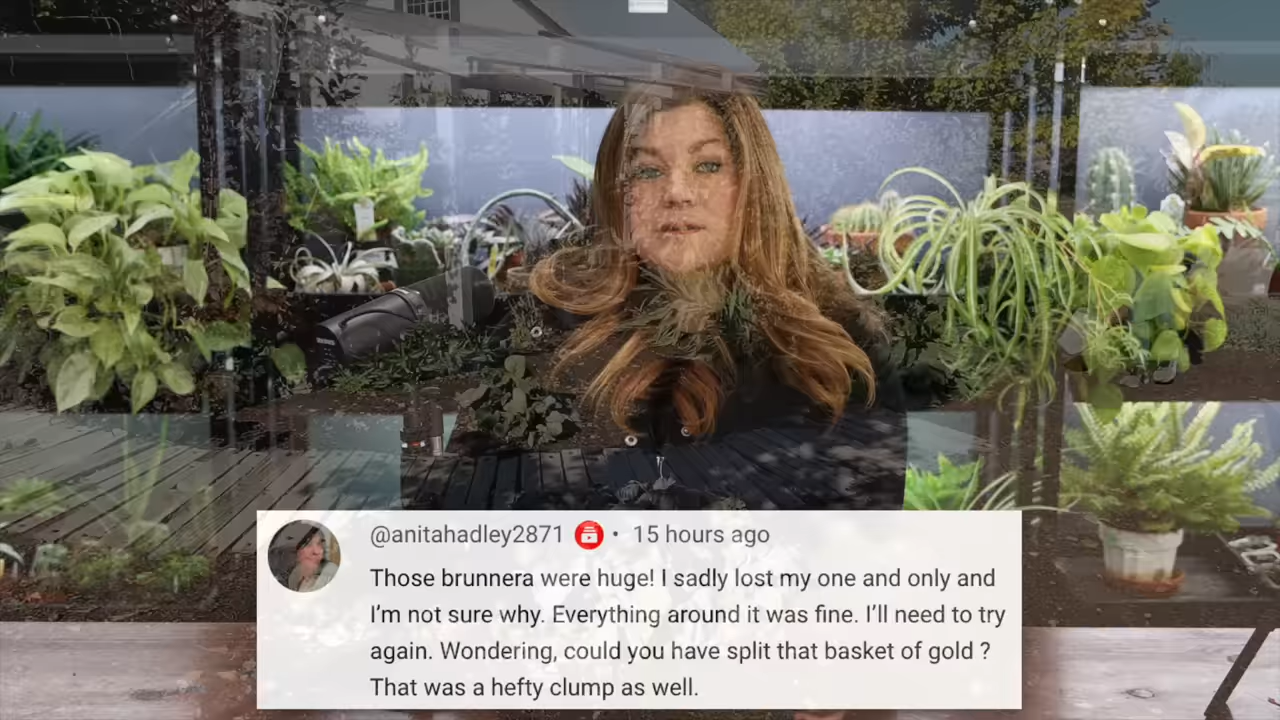 @anitahadley2871 • 15 hours ago
Those brunnera were huge! I sadly lost my one and only and
I’m not sure why. Everything around it was fine. I’ll need to try
again. Wondering, could you have split that basket of gold ?
That was a hefty clump as well.